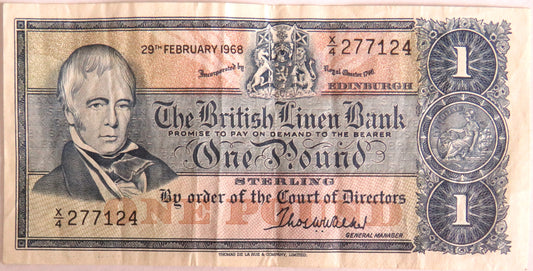 29TH FEBRUARY 1968
X/4 277124
Incorporated by Royal Charter 1746
EDINBURGH
1
The British Linen Bank
PROMISE TO PAY ON DEMAND TO THE BEARER
One Pound
STERLING
By order of the Court of Directors
X/4 277124
ONE POUND
GENERAL MANAGER
1
THOMAS DE LA RUE & COMPANY, LIMITED.